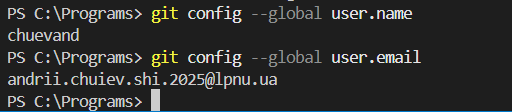 PS C:\Programs> git config --global user.name
chuevand
PS C:\Programs> git config --global user.email
andrii.chuiev.shi.2025@lpnu.ua
PS C:\Programs>